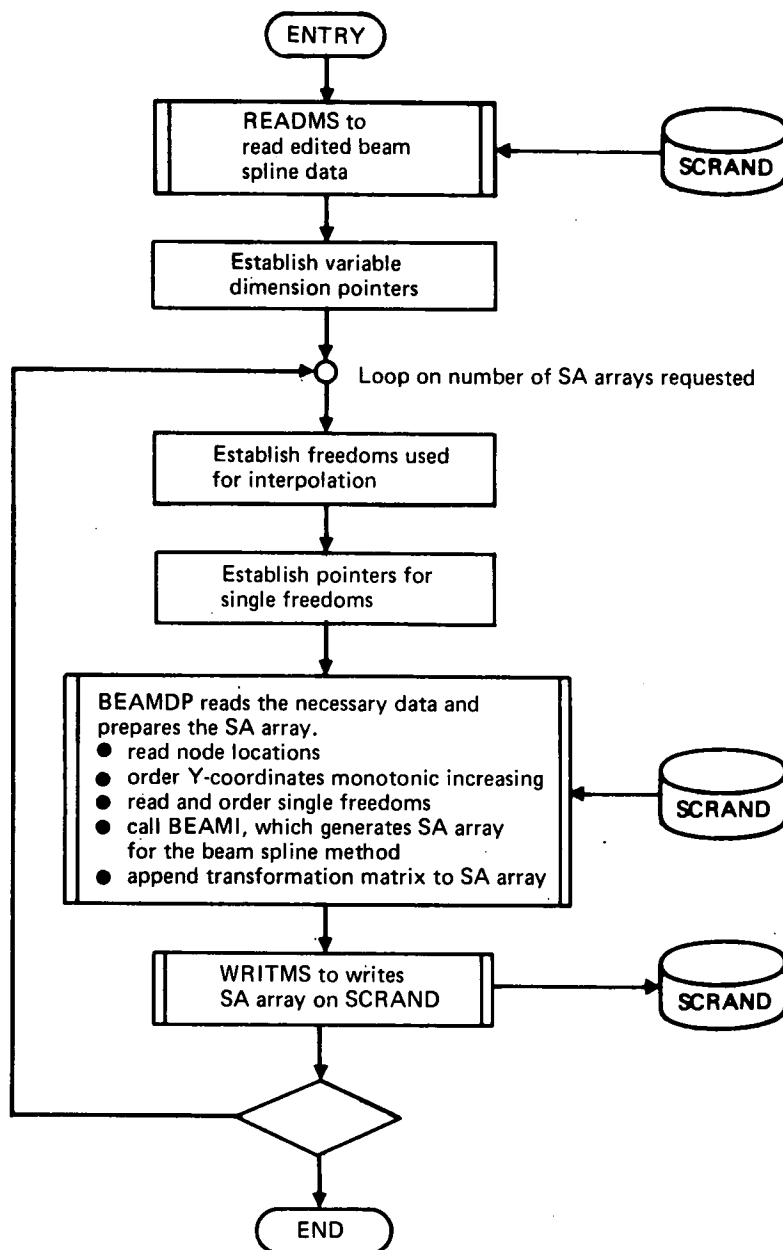 ENTRY
READMS to
read edited beam
spline data
SCRAND
Establish variable
dimension pointers
Loop on number of SA arrays requested
Establish freedoms used
for interpolation
Establish pointers for
single freedoms
BEAMDP reads the necessary data and
prepares the SA array.
● read node locations
● order Y-coordinates monotonic increasing
● read and order single freedoms
● call BEAMI, which generates SA array
for the beam spline method
● append transformation matrix to SA array
SCRAND
WRITMS to writes
SA array on SCRAND
SCRAND
END